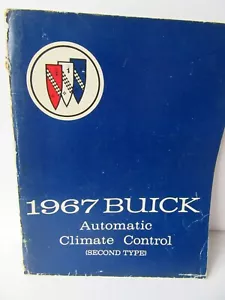 1967 BUICK
Automatic
Climate Control
(SECOND TYPE)